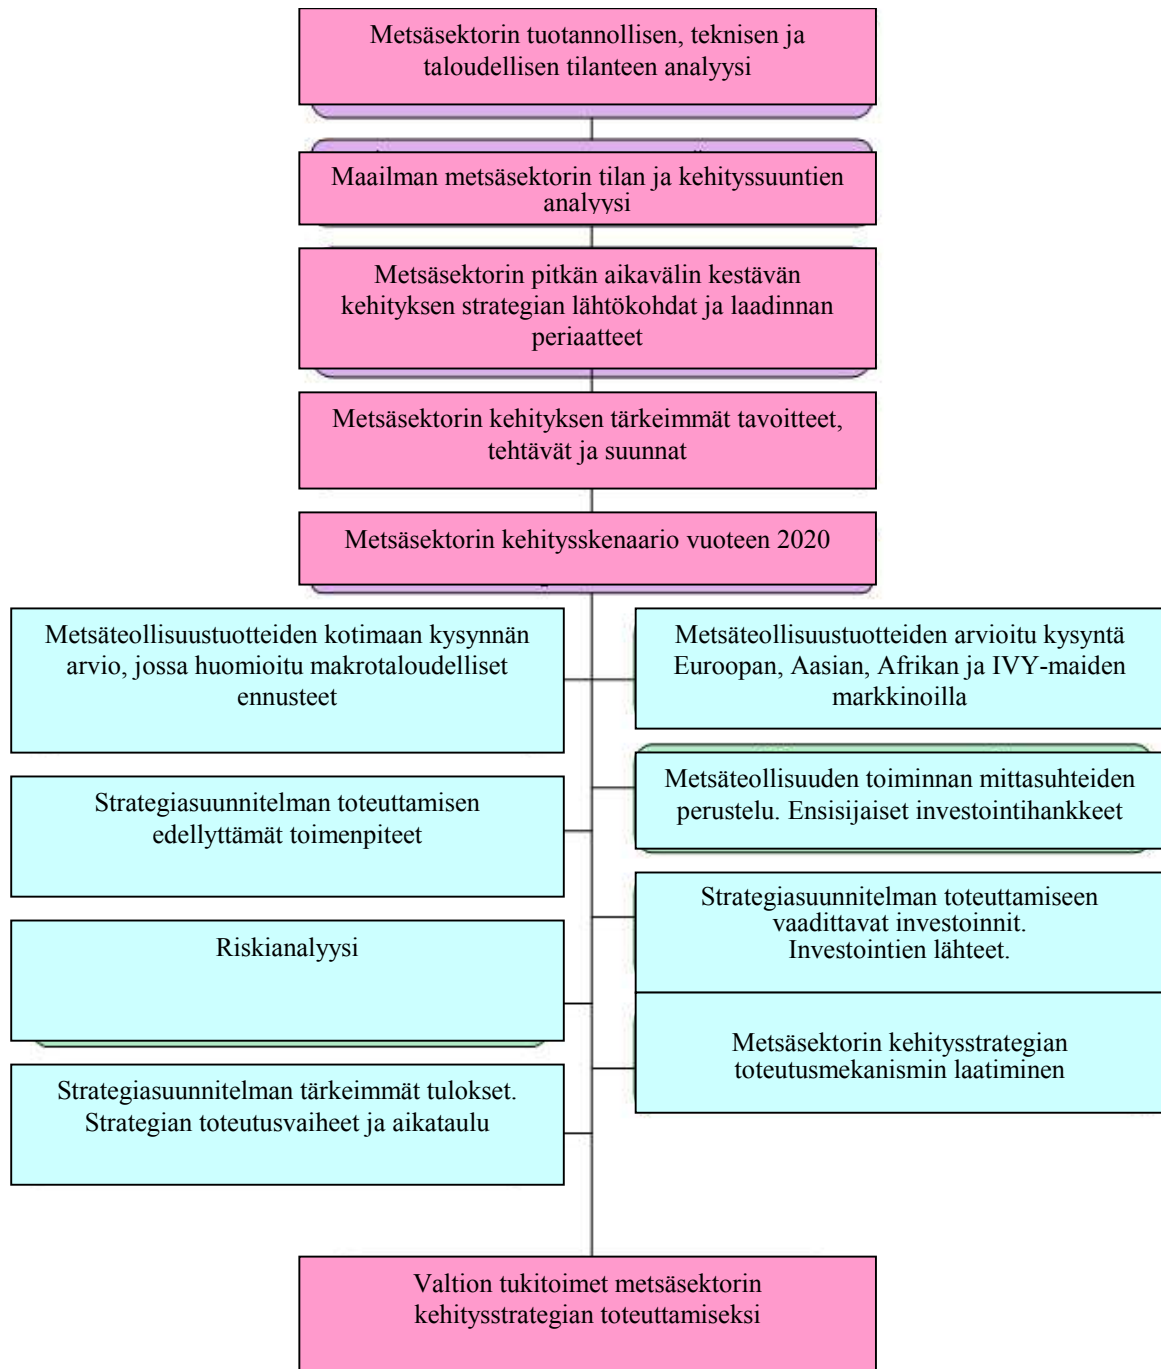 Metsäsektorin tuotannollisen, teknisen ja
taloudellisen tilanteen analyysi
Maailman metsäsektorin tilan ja kehityssuuntien
analyysi
Metsäsektorin pitkän aikavälin kestävän
kehityksen strategian lähtökohdat ja laadinnan
periaatteet
Metsäsektorin kehityksen tärkeimmät tavoitteet,
tehtävät ja suunnat
Metsäsektorin kehitysskenaario vuoteen 2020
Metsäteollisuustuotteiden kotimaan kysynnän
arvio, jossa huomioitu makrotaloudelliset
ennusteet
Metsäteollisuustuotteiden arvioitu kysyntä
Euroopan, Aasian, Afrikan ja IVY-maiden
markkinoilla
Strategiasuunnitelman toteuttamisen
edellyttämät toimenpiteet
Metsäteollisuuden toiminnan mittasuhteiden
perustelu. Ensisijaiset investointihankkeet
Riskianalyysi
Strategiasuunnitelman toteuttamiseen
vaadittavat investoinnit.
Investointien lähteet.
Strategiasuunnitelman tärkeimmät tulokset.
Strategian toteutusvaiheet ja aikataulu
Metsäsektorin kehitysstrategian
toteutusmekanismin laatiminen
Valtion tukitoimet metsäsektorin
kehitysstrategian toteuttamiseksi